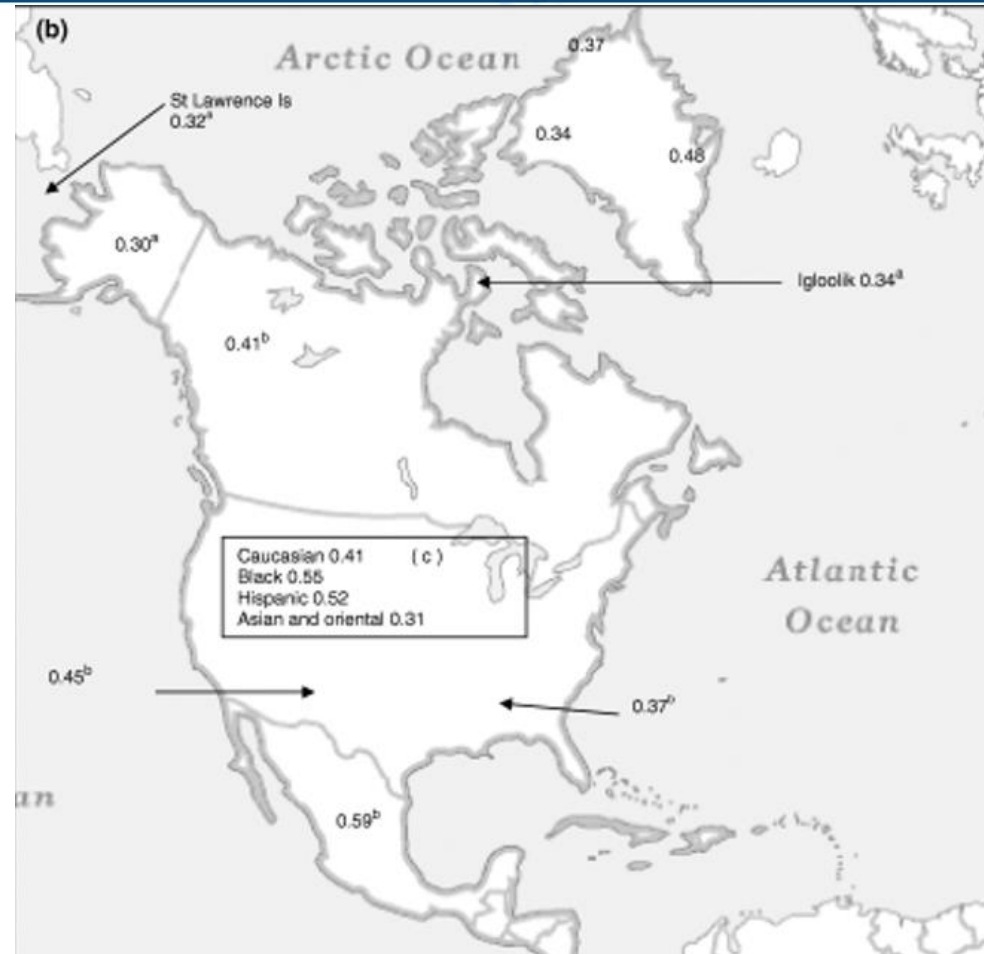 (b)
Arctic Ocean
0.37
St Lawrence Is
0.32ª
0.34
0.48
0.30ª
Igloolik 0.34ª
0.41ᵇ
Caucasian 0.41 (c)
Black 0.55
Hispanic 0.52
Asian and oriental 0.31
Atlantic
Ocean
0.45ᵇ
0.37ᵇ
an
0.59ᵇ